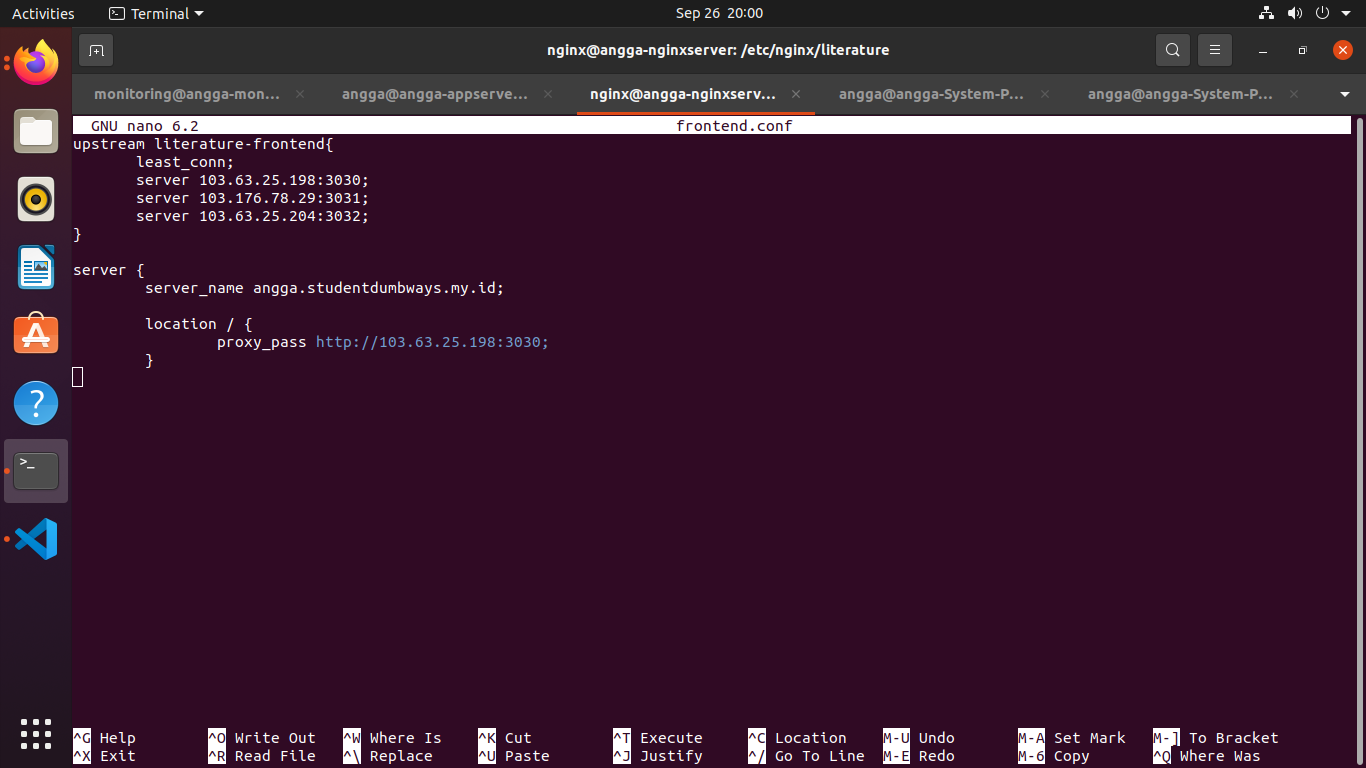 Activities Terminal Sep 26 20:00
nginx@angga-nginxserver: /etc/nginx/literature
monitoring@angga-mon... angga@angga-appserve... nginx@angga-nginxserv... angga@angga-System-P... angga@angga-System-P...
GNU nano 6.2 frontend.conf
upstream literature-frontend{
least_conn;
server 103.63.25.198:3030;
server 103.176.78.29:3031;
server 103.63.25.204:3032;
}
server {
server_name angga.studentdumbways.my.id;
location / {
proxy_pass http://103.63.25.198:3030;
}
^G Help ^O Write Out ^W Where Is ^K Cut ^T Execute ^C Location M-U Undo M-A Set Mark M-] To Bracket
^X Exit ^R Read File ^\ Replace ^U Paste ^J Justify ^/ Go To Line M-E Redo M-6 Copy ^Q Where Was